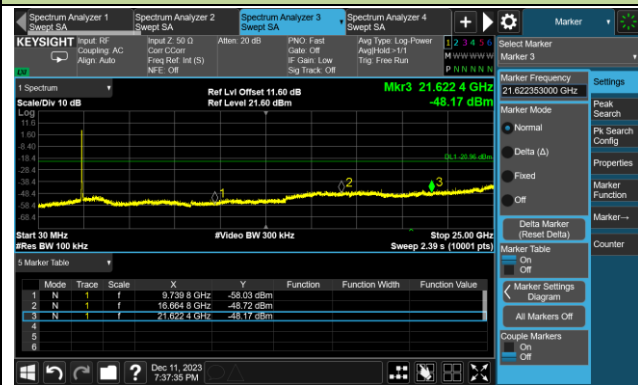 Spectrum Analyzer 1
Swept SA
Spectrum Analyzer 2
Swept SA
Spectrum Analyzer 3
Swept SA
Spectrum Analyzer 4
Swept SA
Marker
KEYSIGHT
Input: RF
Coupling: AC
Align: Auto
Input Z: 50 Ω
Corr CCorr
Freq Ref: Int (S)
NFE: Off
Atten: 20 dB
PNO: Fast
Gate: Off
IF Gain: Low
Sig Track: Off
Avg Type: Log-Power
Avg|Hold:>1/1
Trig: Free Run
1 2 3 4 5 6
M W W W W W
P N N N N N
Select Marker
Marker 3
1 Spectrum
Scale/Div 10 dB
Log
Ref Lvl Offset 11.60 dB
Ref Level 21.60 dBm
Mkr3 21.622 4 GHz
-48.17 dBm
11.6
1.60
-8.40
-18.4
-28.4
-38.4
-48.4
-58.4
-68.4
DL1 -20.96 dBm
1
2
3
Start 30 MHz
#Res BW 100 kHz
#Video BW 300 kHz
Stop 25.00 GHz
Sweep 2.39 s (10001 pts)
5 Marker Table
Mode Trace Scale X Y Function Function Width Function Value
1 N 1 f 9.739 8 GHz -58.03 dBm
2 N 1 f 16.664 8 GHz -48.72 dBm
3 N 1 f 21.622 4 GHz -48.17 dBm
4
5
6
Marker Frequency
21.622353000 GHz
Marker Mode
Normal
Delta (Δ)
Fixed
Off
Delta Marker
(Reset Delta)
Marker Table
On
Off
Marker Settings
Diagram
All Markers Off
Couple Markers
On
Off
Settings
Peak
Search
Pk Search
Config
Properties
Marker
Function
Marker→
Counter
Dec 11, 2023
7:37:35 PM